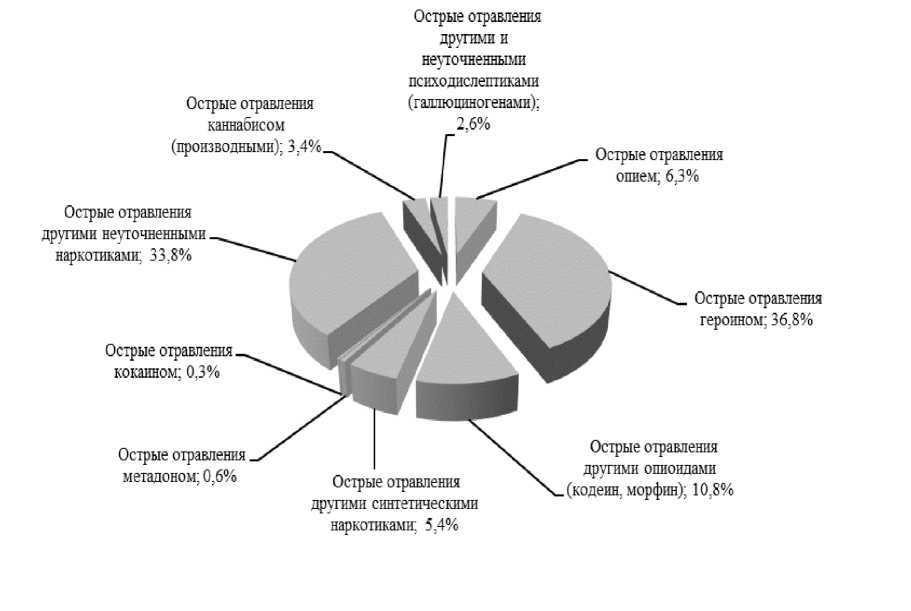 Острые отравления
другими и
неуточненными
психодислептиками
(галлюциногенами);
2,6%
Острые отравления
каннабисом
(производными); 3,4%
Острые отравления
опием; 6,3%
Острые отравления
другими неуточненными
наркотиками; 33,8%
Острые отравления
героином; 36,8%
Острые отравления
кокаином; 0,3%
Острые отравления
метадоном; 0,6%
Острые отравления
другими синтетическими
наркотиками; 5,4%
Острые отравления
другими опиоидами
(кодеин, морфин); 10,8%